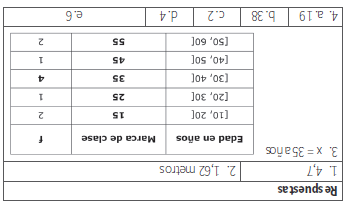 Respuestas
1. 4,7 2. 1,62 metros
3. x = 35 años
Edad en años Marca de clase f
[10, 20[ 15 2
[20, 30[ 25 1
[30, 40[ 35 4
[40, 50[ 45 1
[50, 60[ 55 2
4. a. 19 b. 38 c. 2 d. 4 e. 6